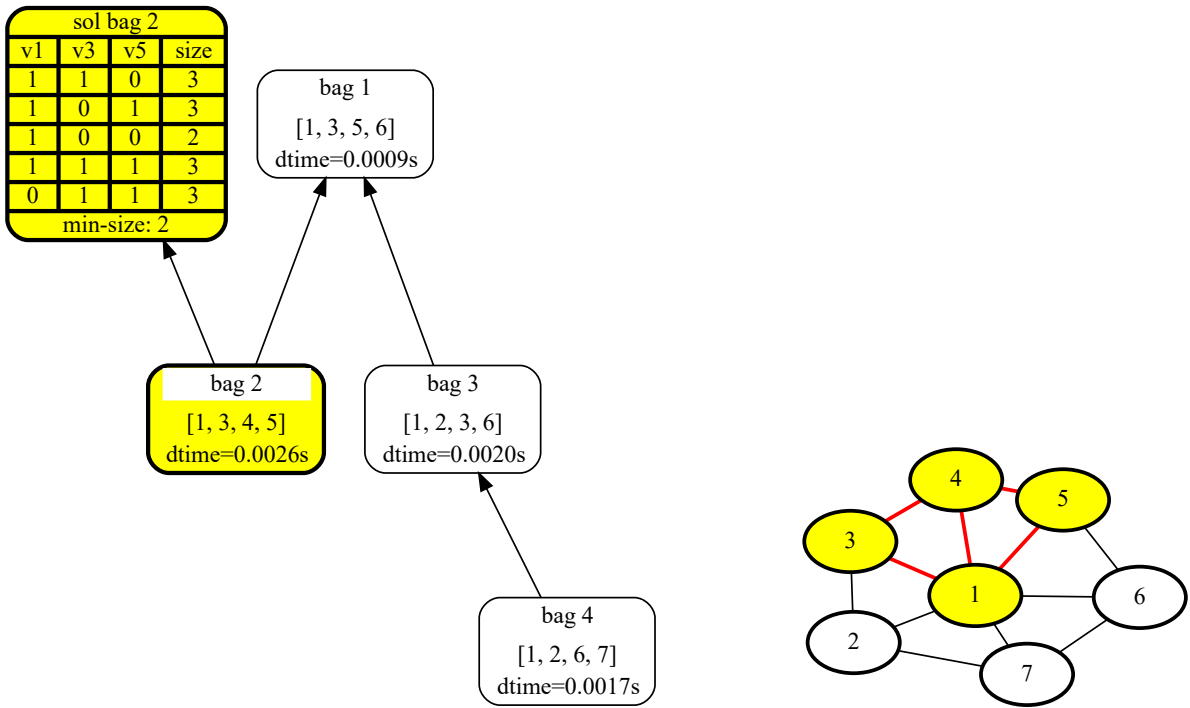 sol bag 2
v1 v3 v5 size
1 1 0 3
1 0 1 3
1 0 0 2
1 1 1 3
0 1 1 3
min-size: 2
bag 1
[1, 3, 5, 6]
dtime=0.0009s
bag 2
[1, 3, 4, 5]
dtime=0.0026s
bag 3
[1, 2, 3, 6]
dtime=0.0020s
bag 4
[1, 2, 6, 7]
dtime=0.0017s
4
5
3
1
6
2
7